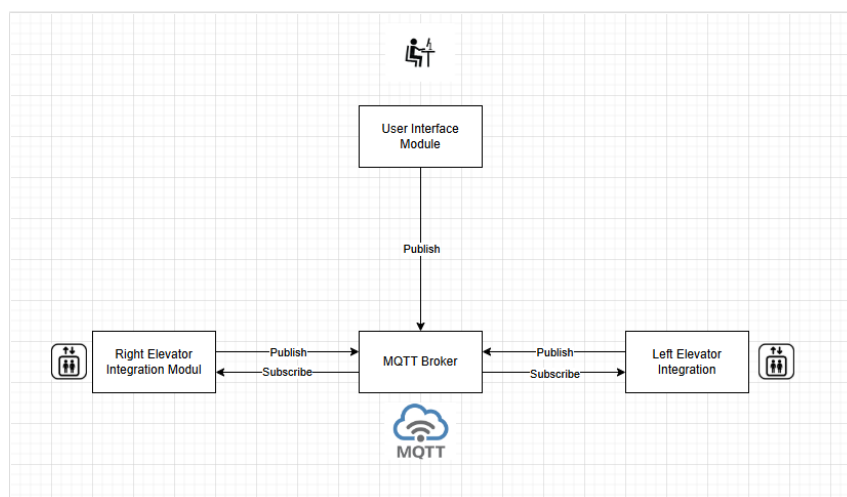 User Interface
Module
Publish
Right Elevator
Integration Modul
Publish
Subscribe
MQTT Broker
Publish
Subscribe
Left Elevator
Integration
MQTT